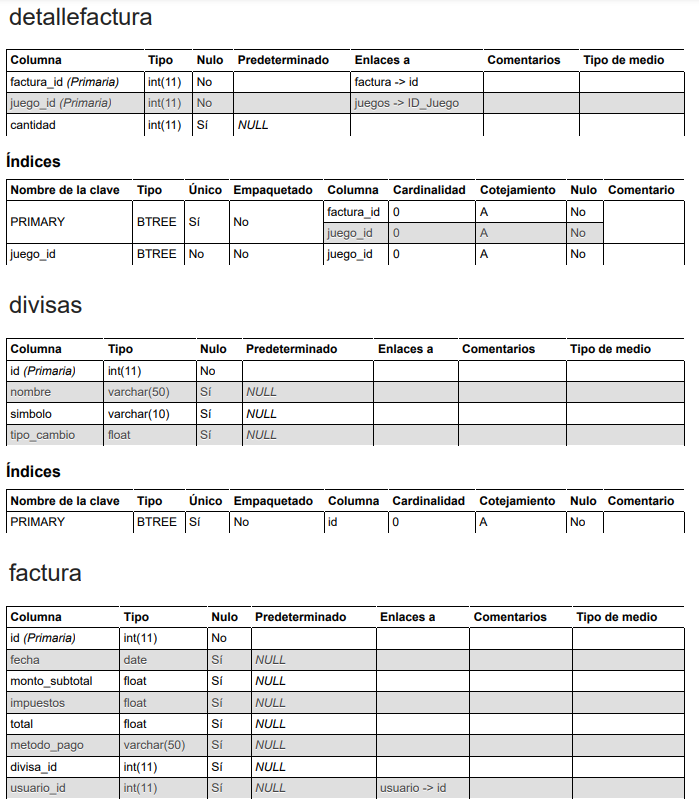 detallefactura
Columna Tipo Nulo Predeterminado Enlaces a Comentarios Tipo de medio
factura_id (Primaria) int(11) No factura -> id
juego_id (Primaria) int(11) No juegos -> ID_Juego
cantidad int(11) Sí NULL
Índices
Nombre de la clave Tipo Único Empaquetado Columna Cardinalidad Cotejamiento Nulo Comentario
PRIMARY BTREE Sí No factura_id 0 A No
juego_id 0 A No
juego_id BTREE No No juego_id 0 A No
divisas
Columna Tipo Nulo Predeterminado Enlaces a Comentarios Tipo de medio
id (Primaria) int(11) No
nombre varchar(50) Sí NULL
simbolo varchar(10) Sí NULL
tipo_cambio float Sí NULL
Índices
Nombre de la clave Tipo Único Empaquetado Columna Cardinalidad Cotejamiento Nulo Comentario
PRIMARY BTREE Sí No id 0 A No
factura
Columna Tipo Nulo Predeterminado Enlaces a Comentarios Tipo de medio
id (Primaria) int(11) No
fecha date Sí NULL
monto_subtotal float Sí NULL
impuestos float Sí NULL
total float Sí NULL
metodo_pago varchar(50) Sí NULL
divisa_id int(11) Sí NULL
usuario_id int(11) Sí NULL usuario -> id